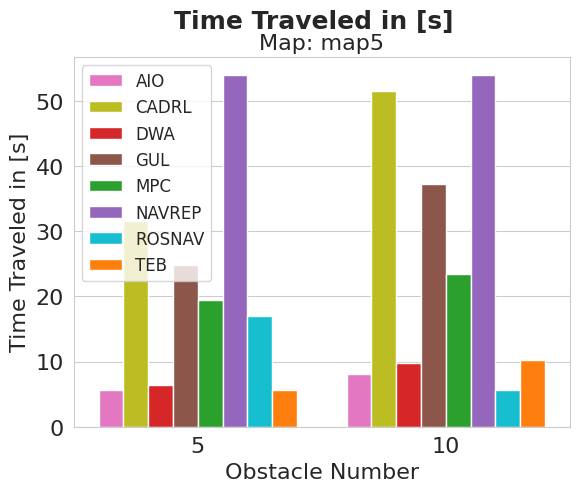 Time Traveled in [s]
Map: map5
Time Traveled in [s]
50
40
30
20
10
0
AIO
CADRL
DWA
GUL
MPC
NAVREP
ROSNAV
TEB
5
10
Obstacle Number